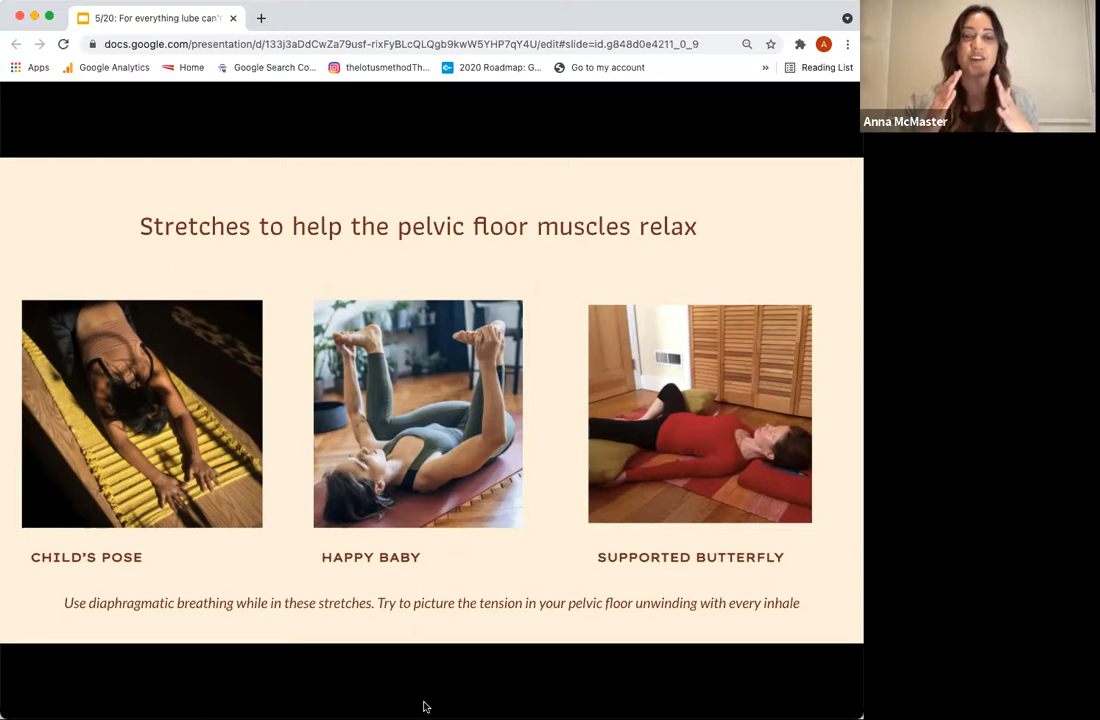 5/20: For everything lube can't
docs.google.com/presentation/d/133j3aDdCwZa79usf-rixFyBLcQLQgb9kwW5YHP7qY4U/edit#slide=id.g848d0e4211_0_9
A
Apps
Google Analytics
Home
Google Search Co...
thelotusmethodTh...
2020 Roadmap: G...
Go to my account
»
Reading List
Anna McMaster
Stretches to help the pelvic floor muscles relax
CHILD'S POSE
HAPPY BABY
SUPPORTED BUTTERFLY
Use diaphragmatic breathing while in these stretches. Try to picture the tension in your pelvic floor unwinding with every inhale